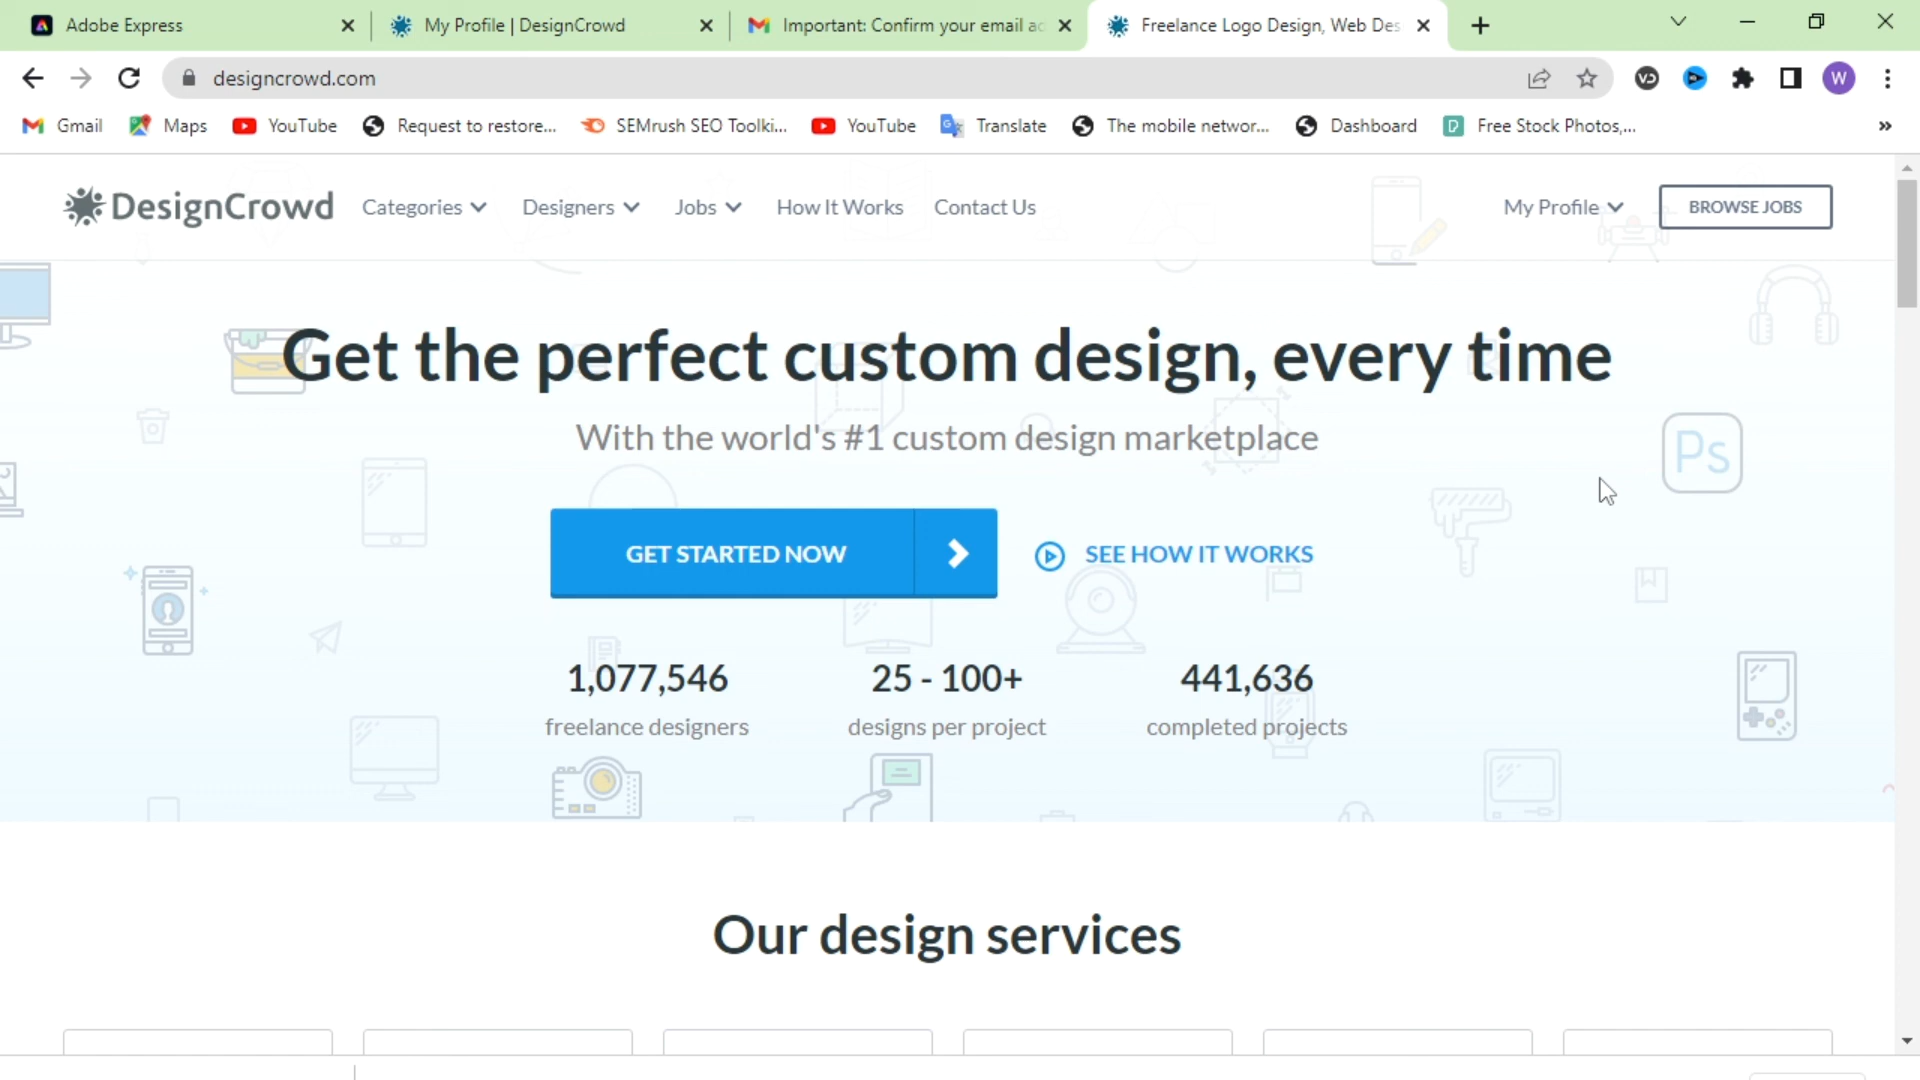 Adobe Express
My Profile | DesignCrowd
Important: Confirm your email ad
Freelance Logo Design, Web Des
designcrowd.com
W
Gmail
Maps
YouTube
Request to restore...
SEMrush SEO Toolki...
YouTube
Translate
The mobile networ...
Dashboard
Free Stock Photos,...
DesignCrowd
Categories
Designers
Jobs
How It Works
Contact Us
My Profile
BROWSE JOBS
Get the perfect custom design, every time
With the world's #1 custom design marketplace
Ps
GET STARTED NOW
SEE HOW IT WORKS
1,077,546
25 - 100+
441,636
freelance designers
designs per project
completed projects
Our design services